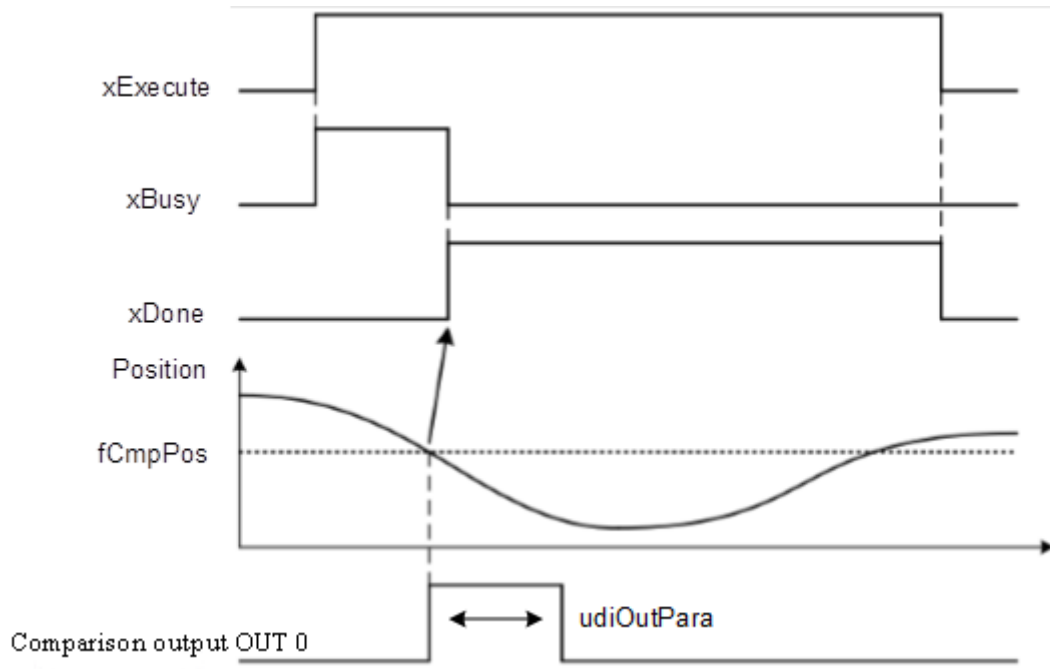 xExecute
xBusy
xDone
Position
fCmpPos
udiOutPara
Comparison output OUT 0